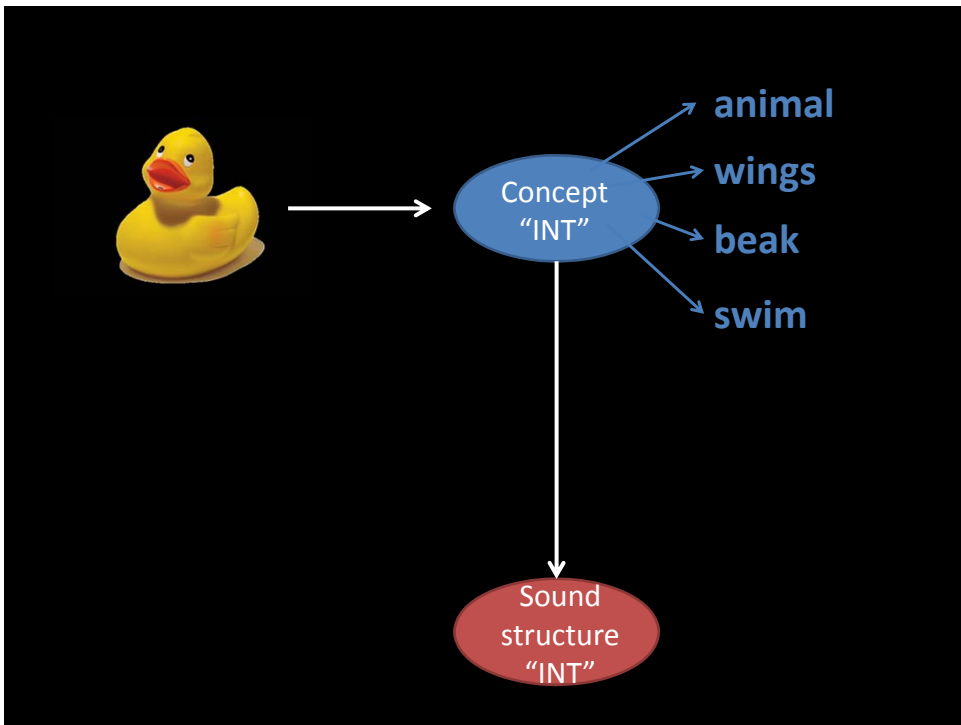 Concept
“INT”
animal
wings
beak
swim
Sound
structure
“INT”